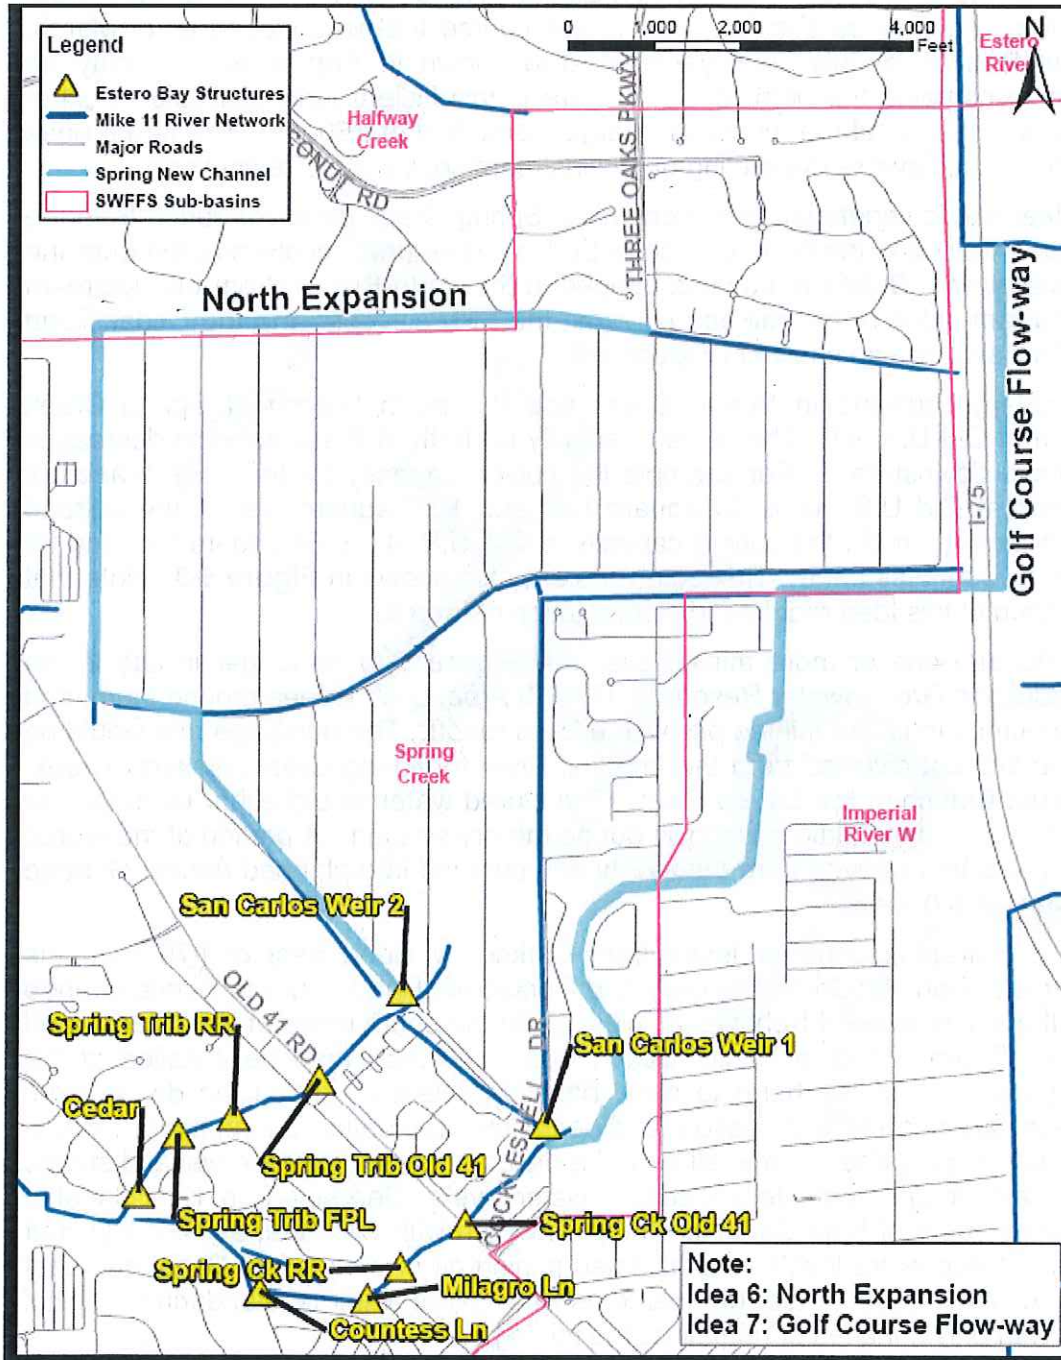 Legend
Estero Bay Structures
Mike 11 River Network
Major Roads
Spring New Channel
SWFFS Sub-basins
0 1,000 2,000 4,000
Feet
N
Estero
River
Halfway
Creek
CONUT RD
THREE OAKS PKWY
North Expansion
Golf Course Flow-way
I-75
Spring
Creek
Imperial
River W
San Carlos Weir 2
OLD 41 RD
Spring Trib RR
San Carlos Weir 1
Cedar
COCKLESHELL DR
Spring Trib Old 41
Spring Trib FPL
Spring Ck Old 41
Spring Ck RR
Milagro Ln
Countess Ln
Note:
Idea 6: North Expansion
Idea 7: Golf Course Flow-way